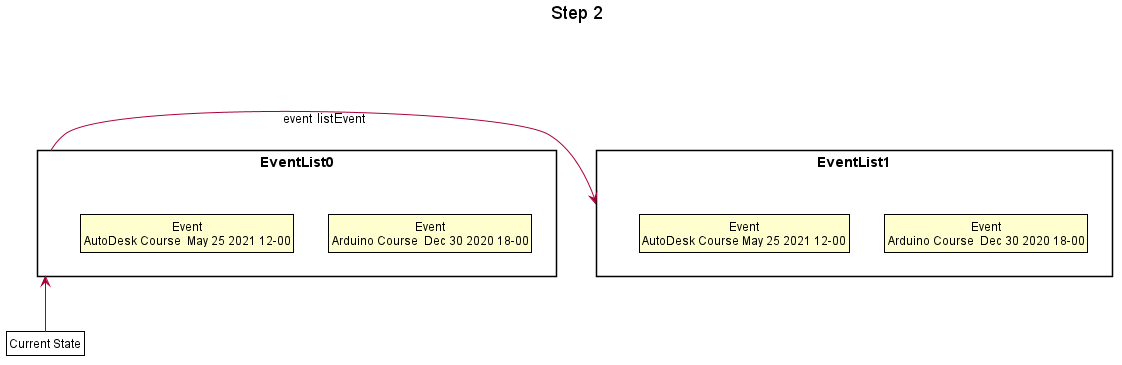 Step 2
event listEvent
EventList0
EventList1
Event
AutoDesk Course  May 25 2021 12-00
Event
Arduino Course  Dec 30 2020 18-00
Event
AutoDesk Course May 25 2021 12-00
Event
Arduino Course  Dec 30 2020 18-00
Current State